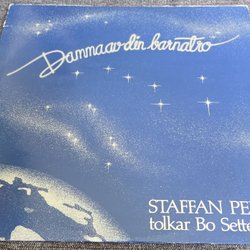 Damma av din barnatro
STAFFAN PE
tolkar Bo Sette